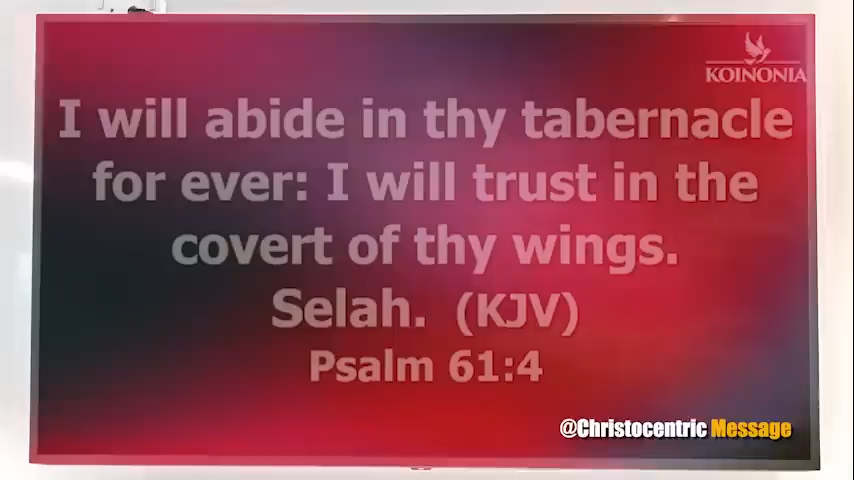 KOINONIA
I will abide in thy tabernacle
for ever: I will trust in the
covert of thy wings.
Selah. (KJV)
Psalm 61:4
@Christocentric Message